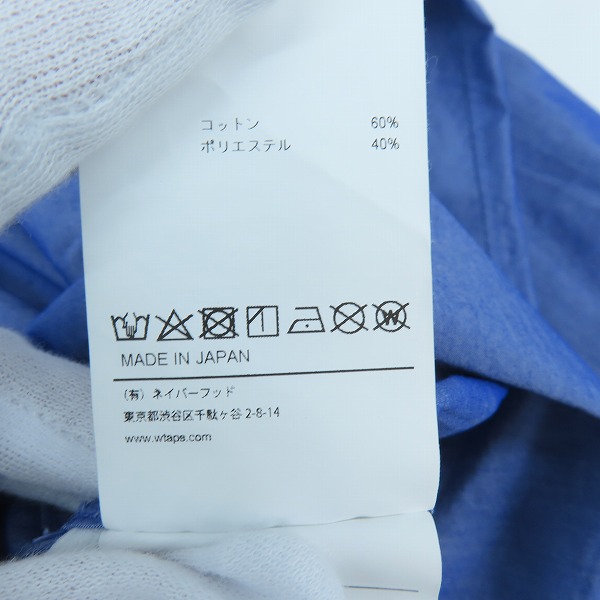 コットン 60%
ポリエステル 40%
MADE IN JAPAN
(有) ネイバーフッド
東京都渋谷区千駄ヶ谷 2-8-14
www.wtaps.com